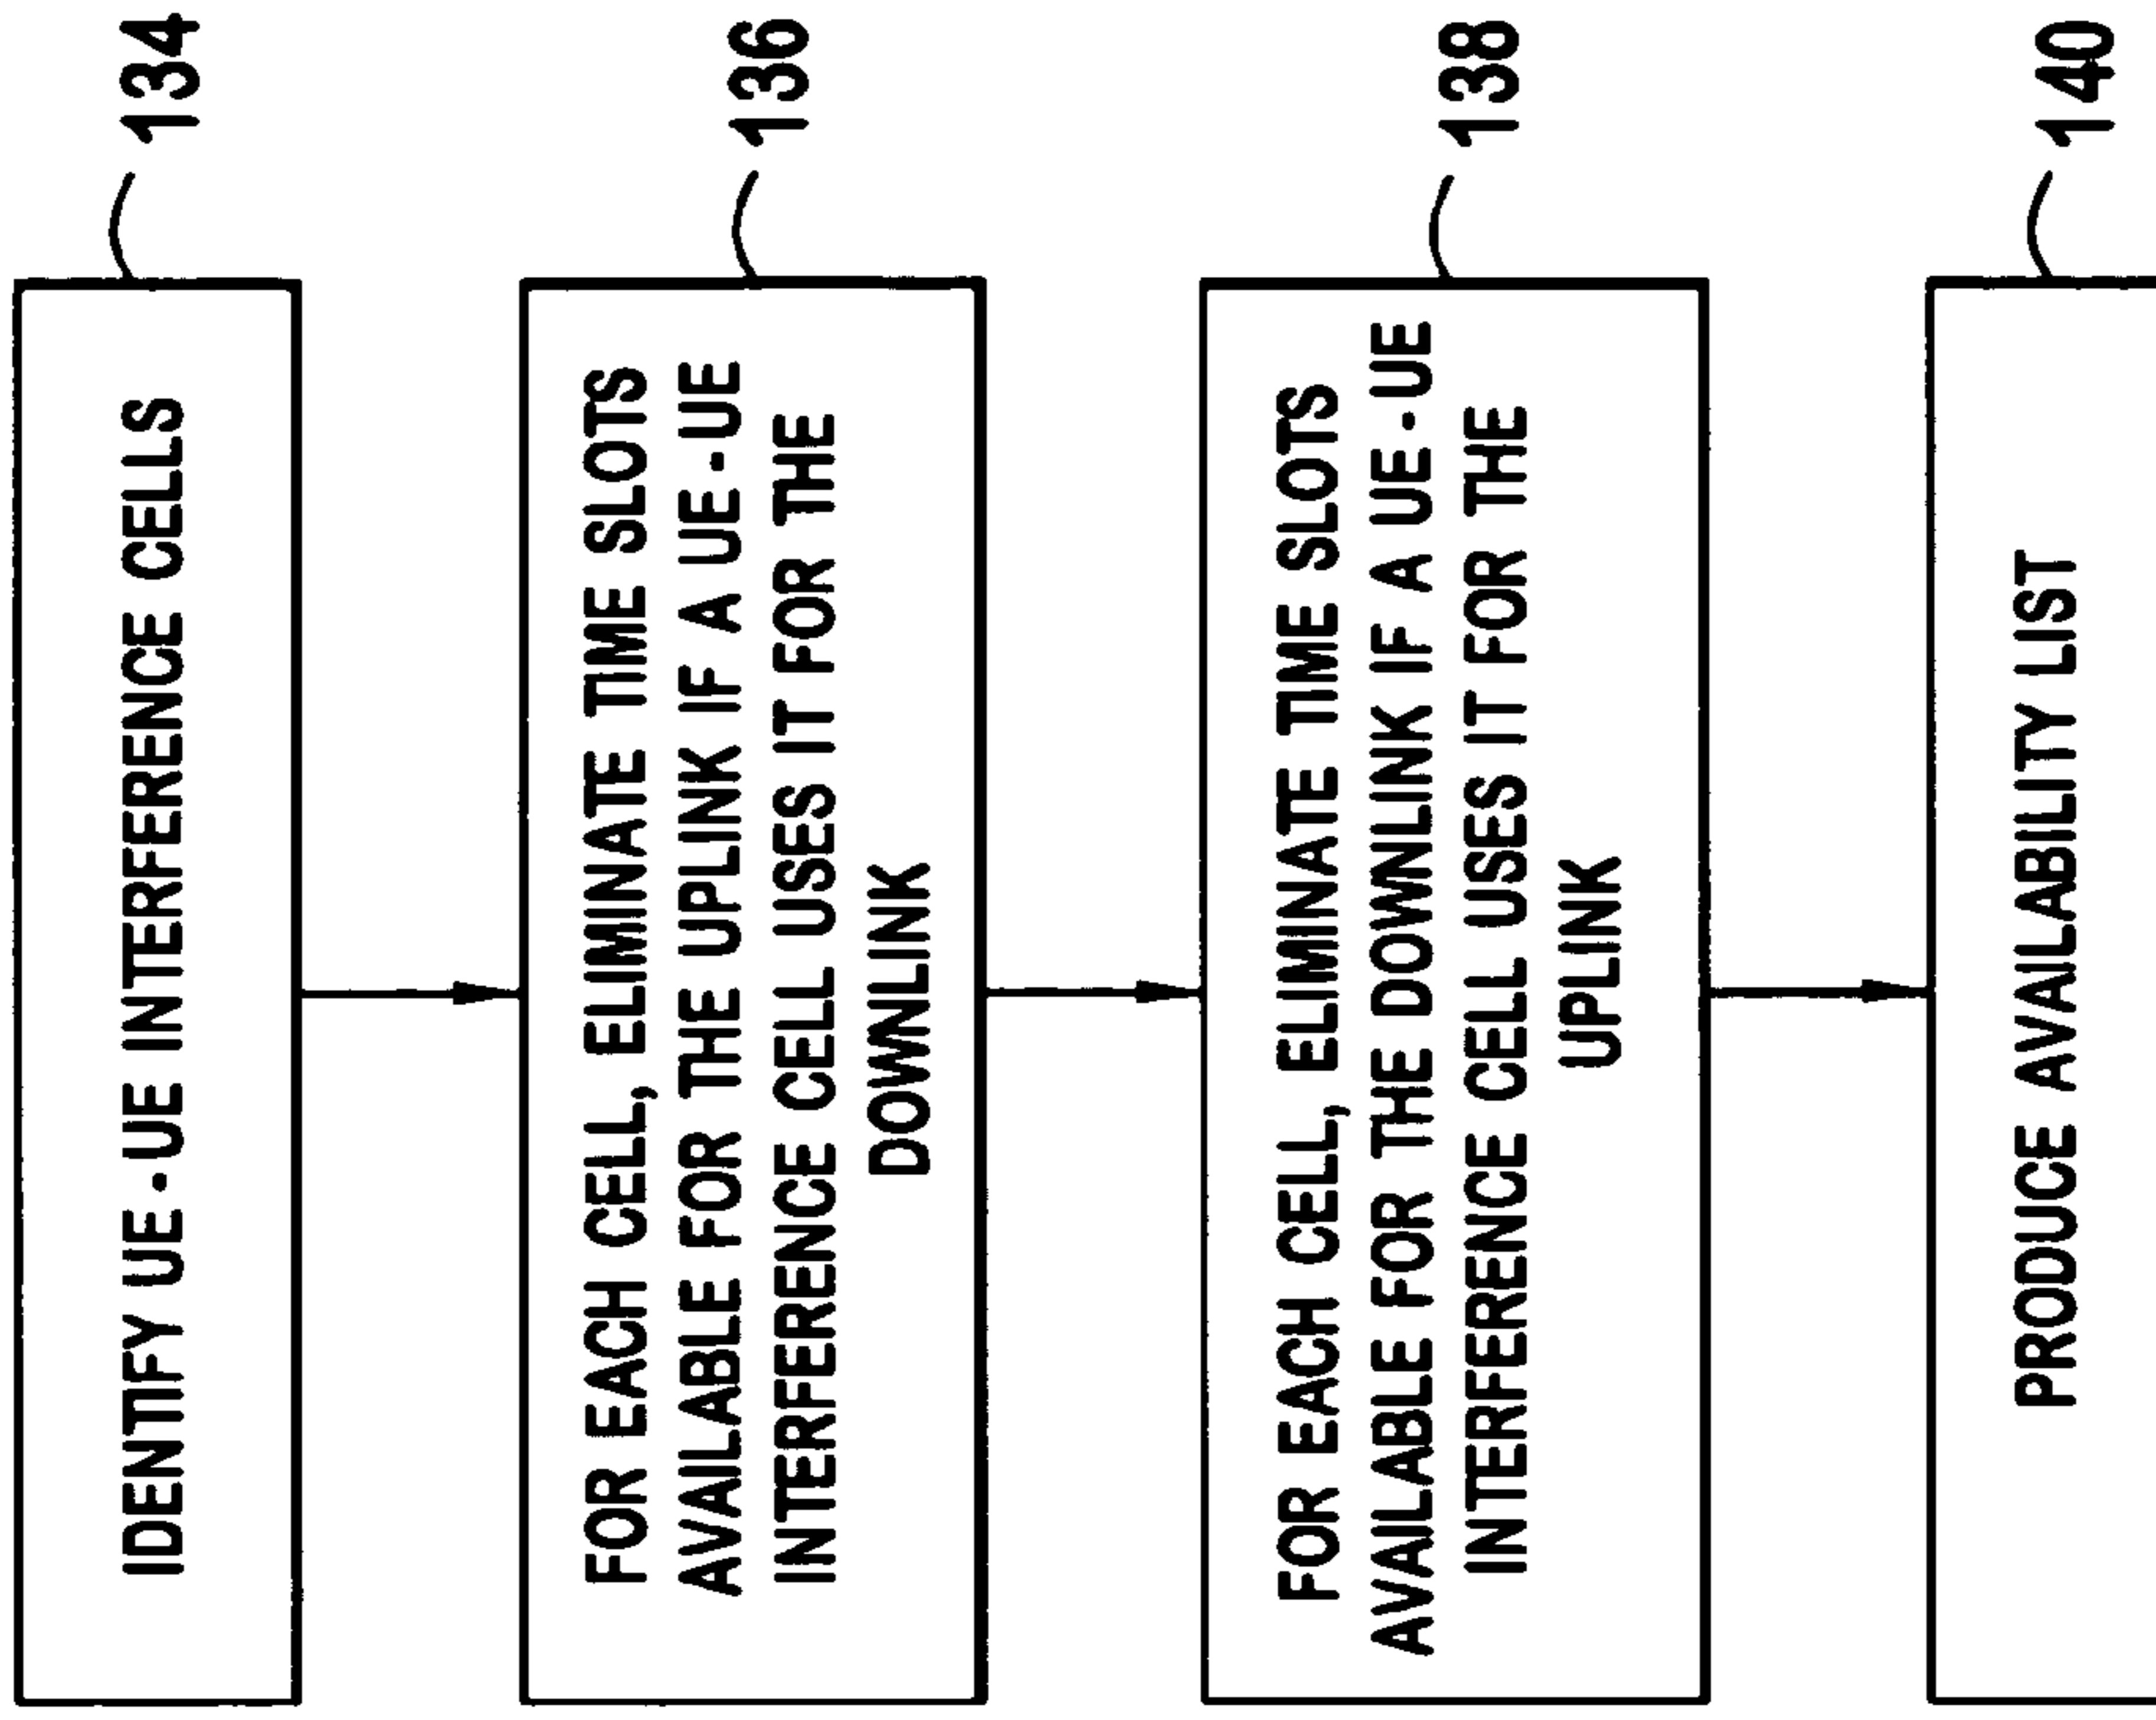 IDENTIFY UE-UE INTERFERENCE CELLS
134
FOR EACH CELL, ELIMINATE TIME SLOTS
AVAILABLE FOR THE UPLINK IF A UE-UE
INTERFERENCE CELL USES IT FOR THE
DOWNLINK
136
FOR EACH CELL, ELIMINATE TIME SLOTS
AVAILABLE FOR THE DOWNLINK IF A UE-UE
INTERFERENCE CELL USES IT FOR THE
UPLINK
138
PRODUCE AVAILABILITY LIST
140